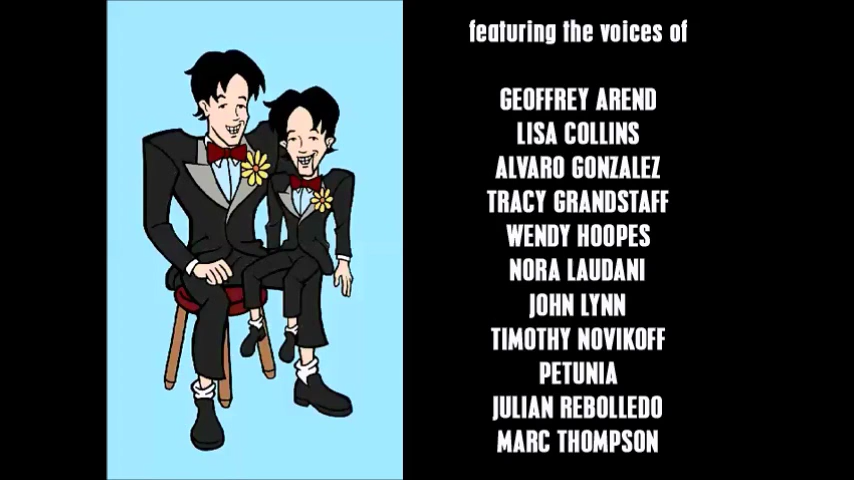 featuring the voices of
GEOFFREY AREND
LISA COLLINS
ALVARO GONZALEZ
TRACY GRANDSTAFF
WENDY HOOPES
NORA LAUDANI
JOHN LYNN
TIMOTHY NOVIKOFF
PETUNIA
JULIAN REBOLLEDO
MARC THOMPSON